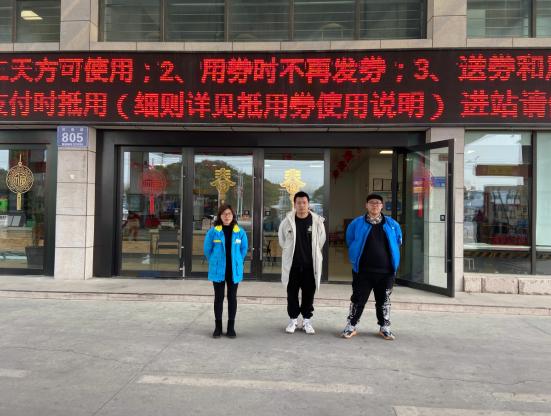 二天方可使用；2、用劵时不再发劵；3、送劵和
支付时抵用（细则详见抵用劵使用说明）进站请
805
春
春